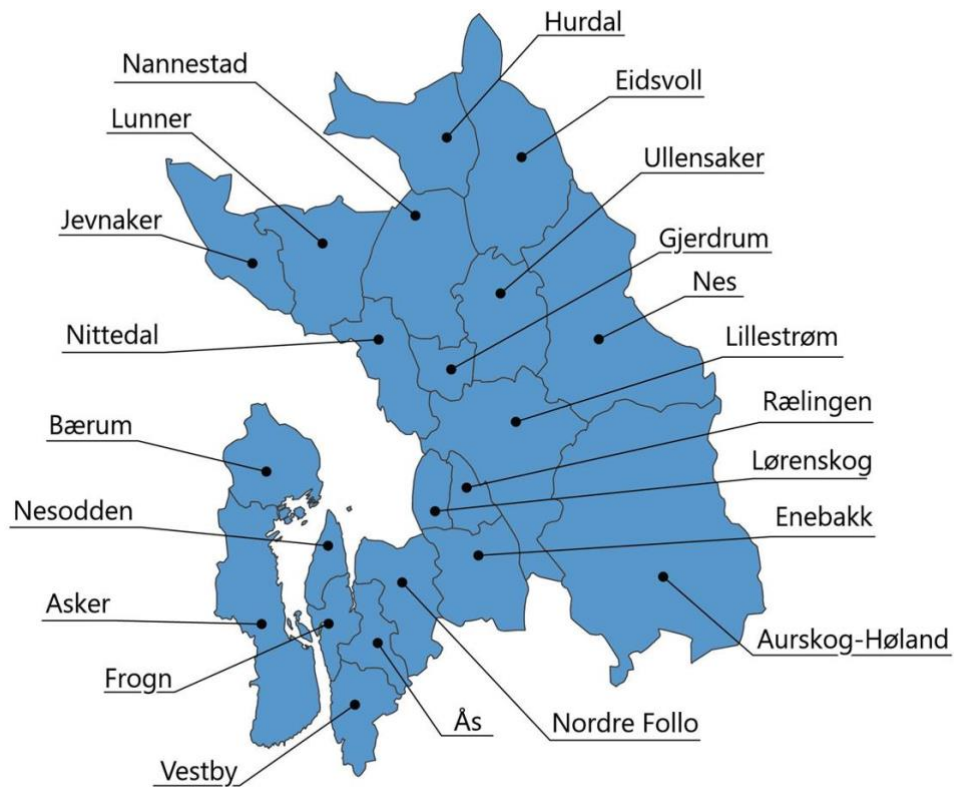 Hurdal
Nannestad
Eidsvoll
Lunner
Ullensaker
Jevnaker
Gjerdrum
Nes
Nittedal
Lillestrøm
Rælingen
Bærum
Lørenskog
Nesodden
Enebakk
Asker
Aurskog-Høland
Frogn
Ås
Nordre Follo
Vestby